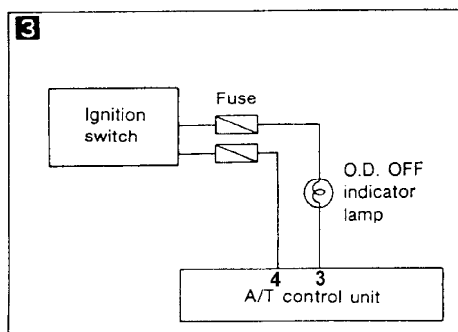 3
Ignition
switch
Fuse
O.D. OFF
indicator
lamp
4 3
A/T control unit